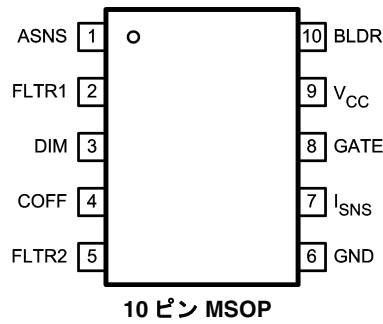 ASNS 1 10 BLDR
FLTR1 2 9 VCC
DIM 3 8 GATE
COFF 4 7 ISNS
FLTR2 5 6 GND
10 ピン MSOP